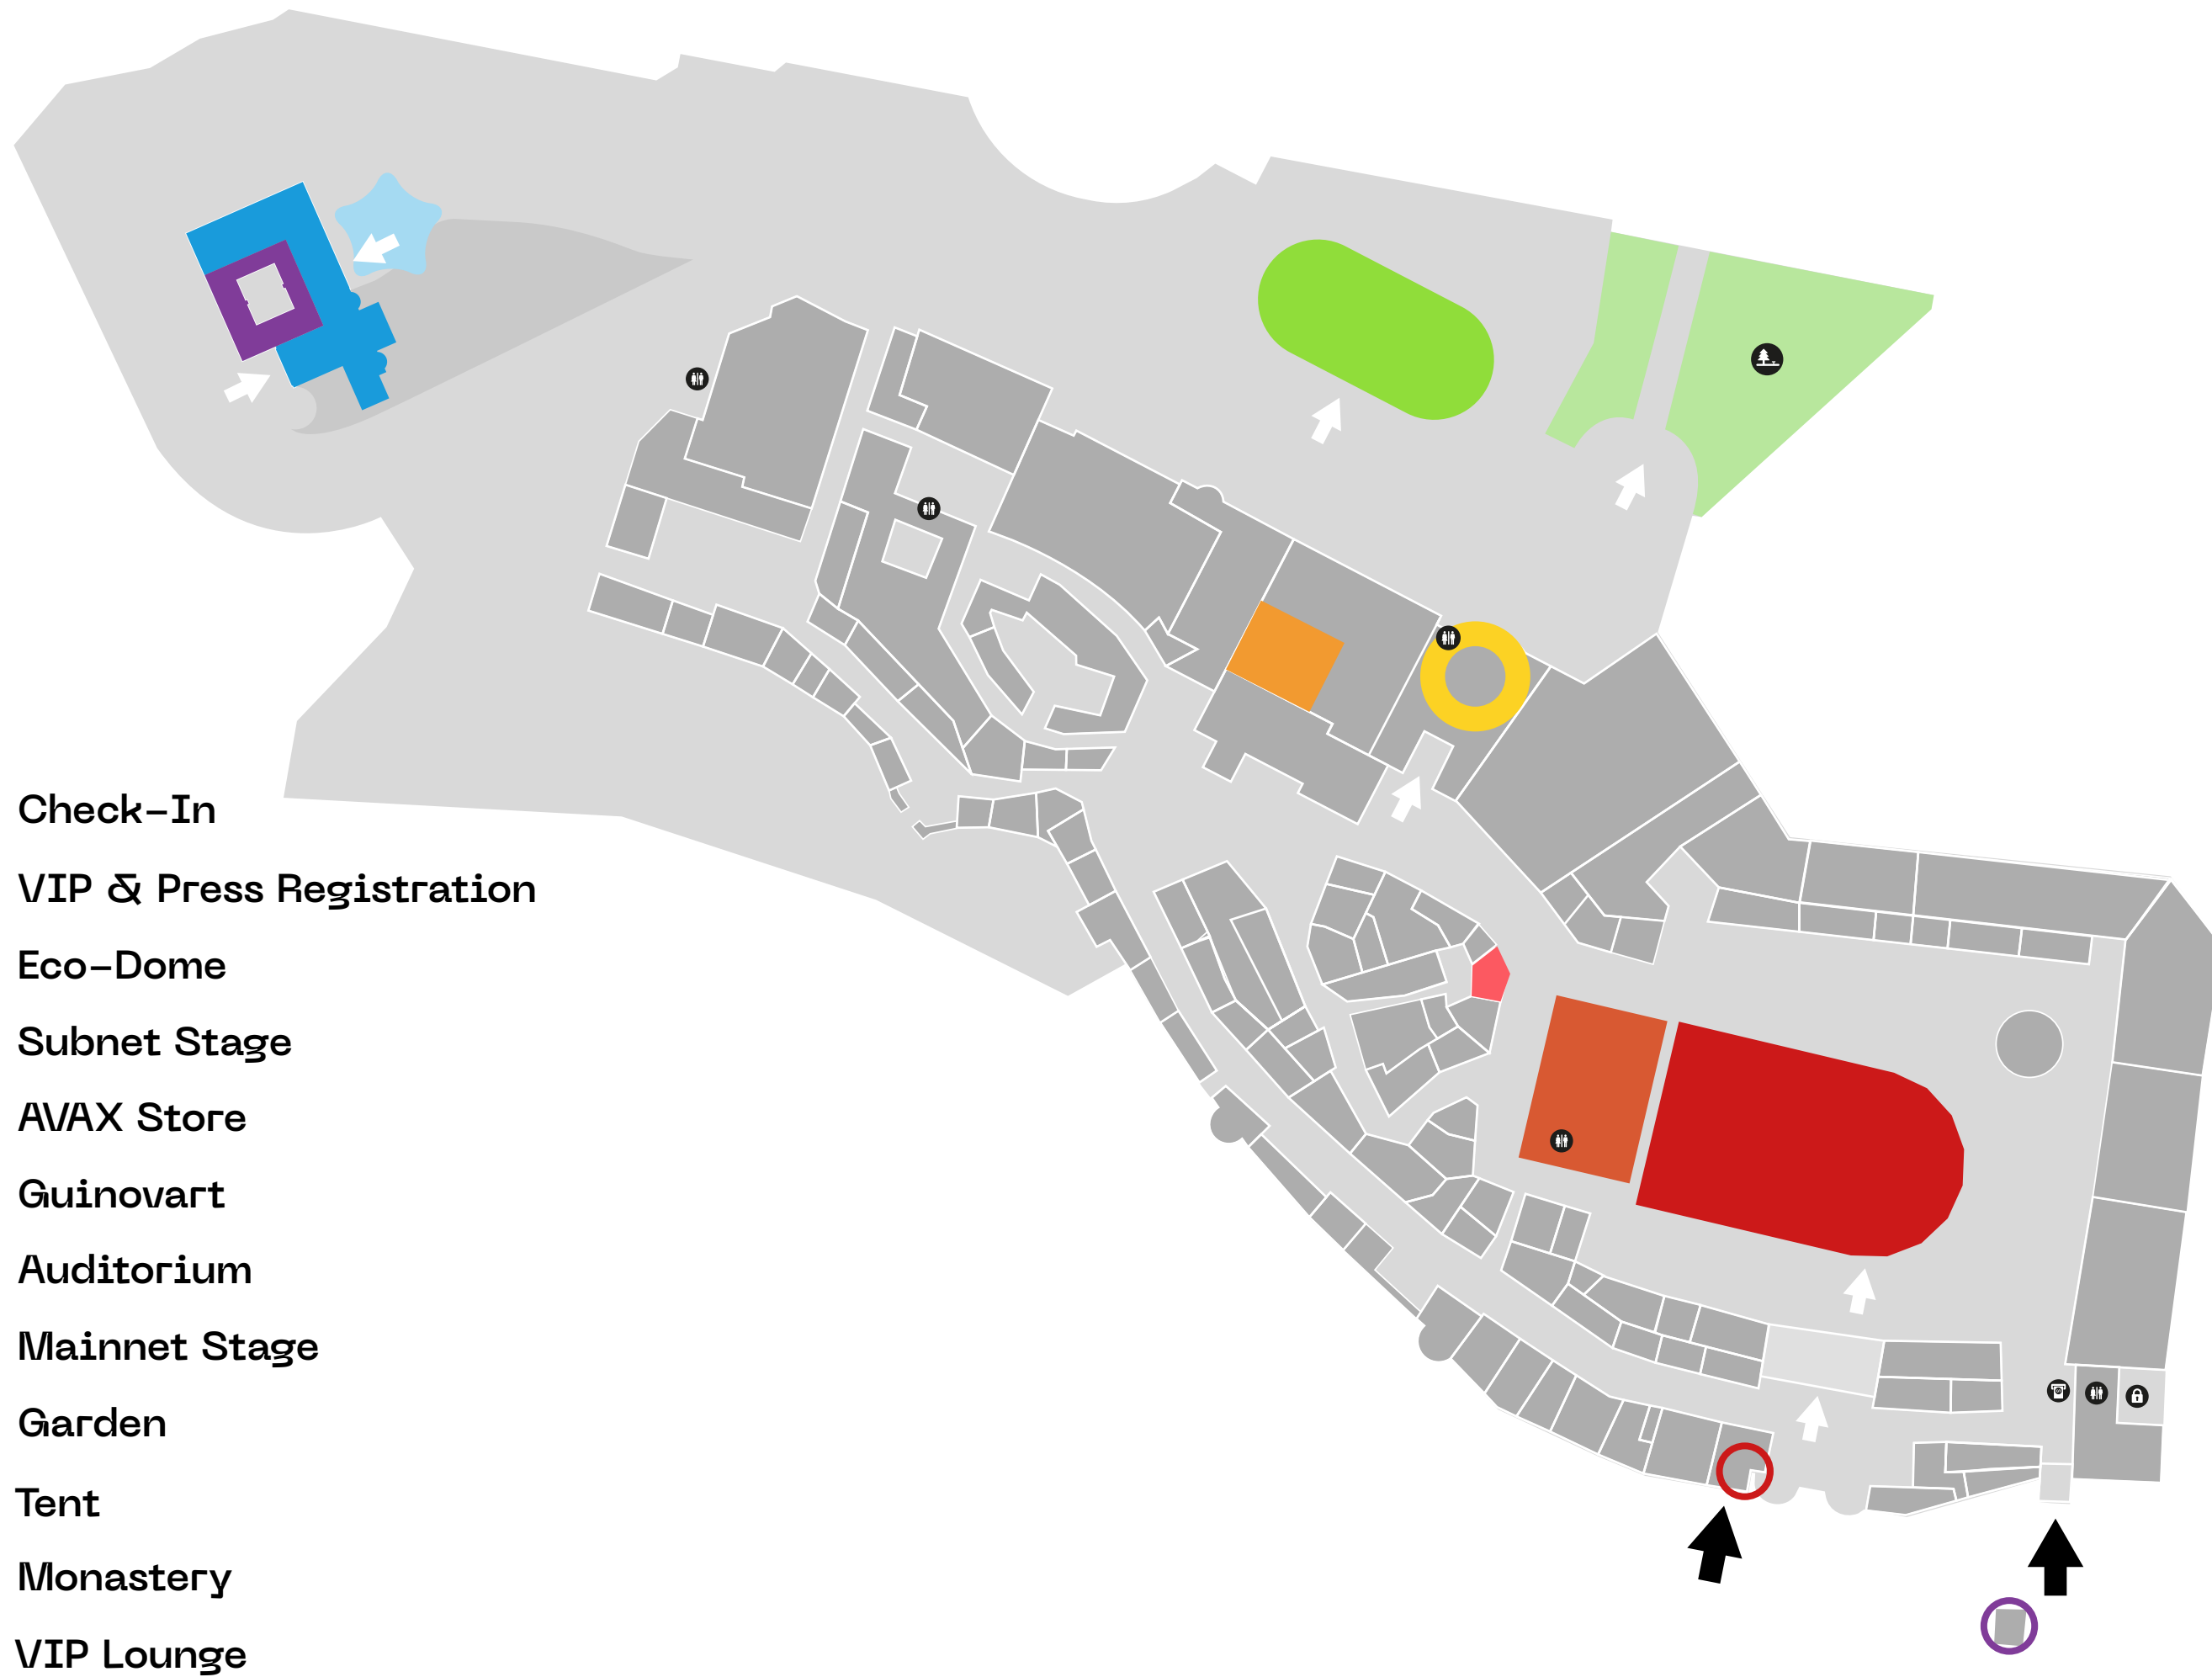 Check-In
VIP & Press Registration
Eco-Dome
Subnet Stage
AVAX Store
Guinovart
Auditorium
Mainnet Stage
Garden
Tent
Monastery
VIP Lounge